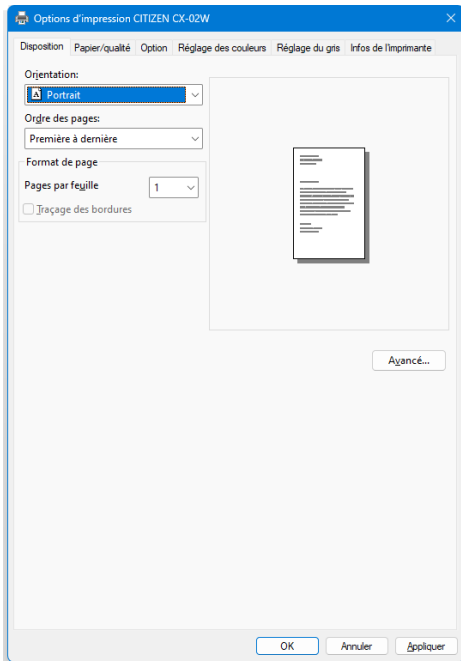 Options d'impression CITIZEN CX-02W
Disposition Papier/qualité Option Réglage des couleurs Réglage du gris Infos de l'imprimante
Orientation:
Portrait
Ordre des pages:
Première à dernière
Format de page
Pages par feuille 1
Traçage des bordures
Avancé...
OK Annuler Appliquer